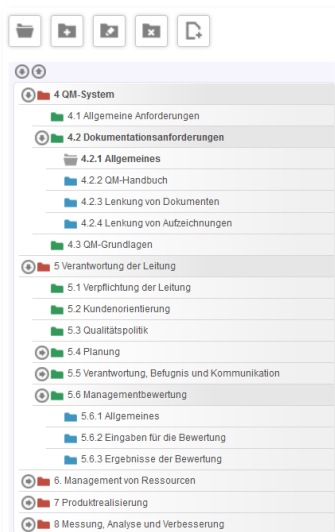 4 QM-System
4.1 Allgemeine Anforderungen
4.2 Dokumentationsanforderungen
4.2.1 Allgemeines
4.2.2 QM-Handbuch
4.2.3 Lenkung von Dokumenten
4.2.4 Lenkung von Aufzeichnungen
4.3 QM-Grundlagen
5 Verantwortung der Leitung
5.1 Verpflichtung der Leitung
5.2 Kundenorientierung
5.3 Qualitätspolitik
5.4 Planung
5.5 Verantwortung, Befugnis und Kommunikation
5.6 Managementbewertung
5.6.1 Allgemeines
5.6.2 Eingaben für die Bewertung
5.6.3 Ergebnisse der Bewertung
6. Management von Ressourcen
7 Produktrealisierung
8 Messung, Analyse und Verbesserung